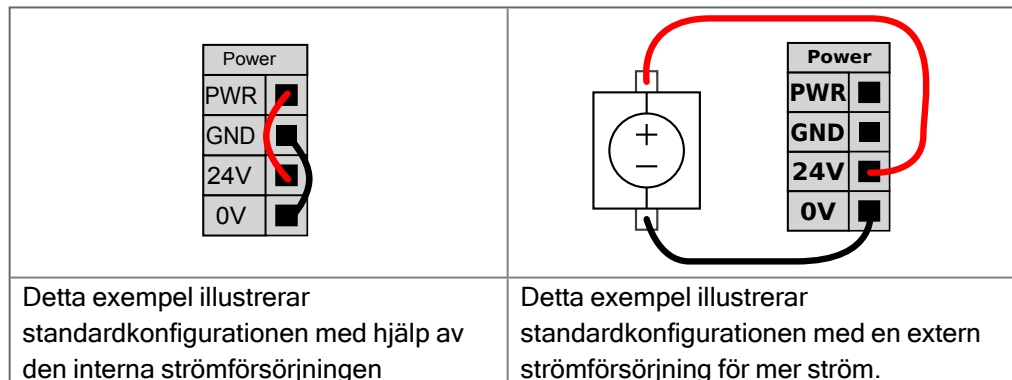 Power
PWR
GND
24V
0V
Power
PWR
GND
24V
0V
Detta exempel illustrerar
standardkonfigurationen med hjälp av
den interna strömförsörjningen
Detta exempel illustrerar
standardkonfigurationen med en extern
strömförsörjning för mer ström.